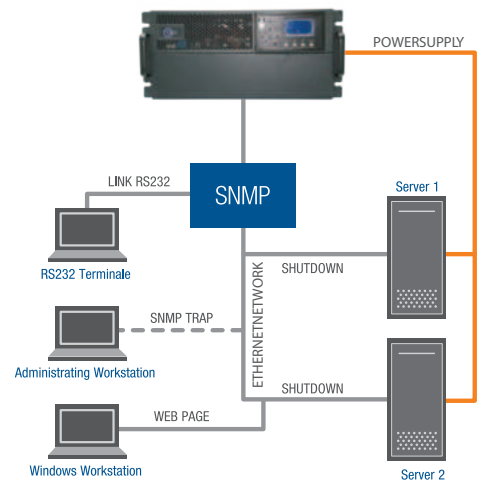 POWERSUPPLY
LINK RS232
SNMP
Server 1
RS232 Terminale
SHUTDOWN
ETHERNETNETWORK
SNMP TRAP
Administrating Workstation
SHUTDOWN
WEB PAGE
Windows Workstation
Server 2